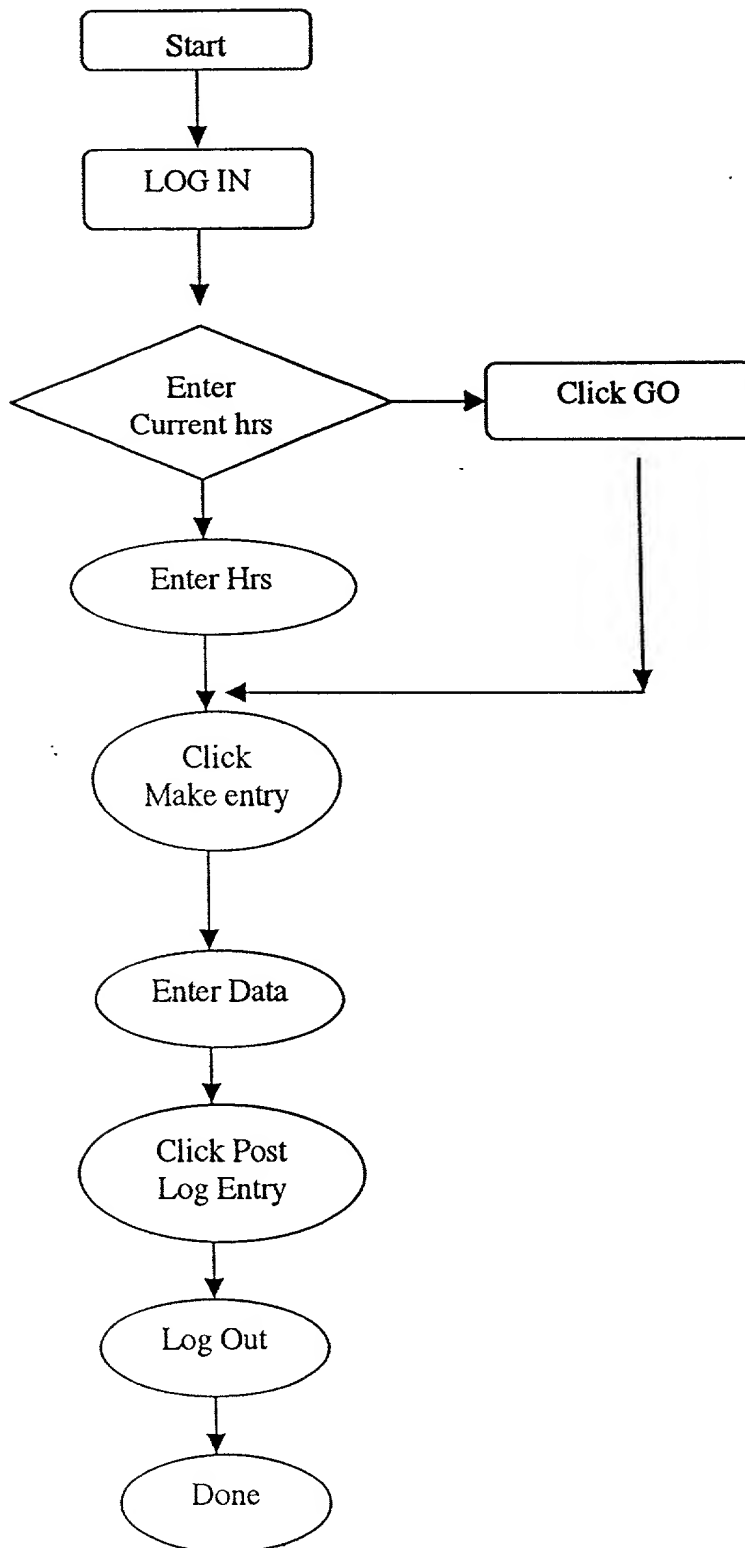 Start
LOG IN
Enter
Current hrs
Click GO
Enter Hrs
Click
Make entry
Enter Data
Click Post
Log Entry
Log Out
Done